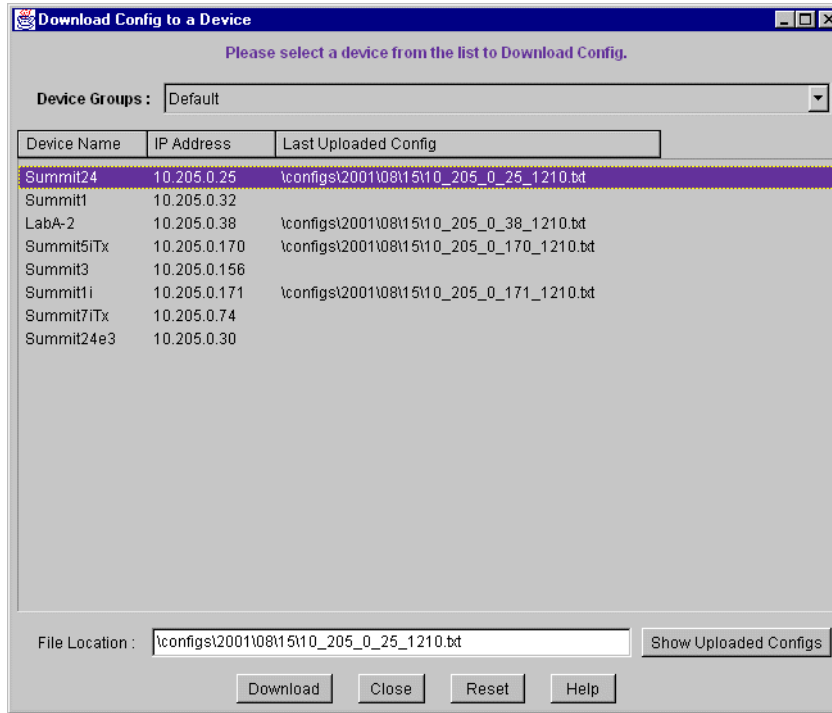 Download Config to a Device
Please select a device from the list to Download Config.
Device Groups : Default
Device Name IP Address Last Uploaded Config
Summit24 10.205.0.25 \configs\2001\08\15\10_205_0_25_1210.txt
Summit1 10.205.0.32
LabA-2 10.205.0.38 \configs\2001\08\15\10_205_0_38_1210.txt
Summit5iTx 10.205.0.170 \configs\2001\08\15\10_205_0_170_1210.txt
Summit3 10.205.0.156
Summit1i 10.205.0.171 \configs\2001\08\15\10_205_0_171_1210.txt
Summit7iTx 10.205.0.74
Summit24e3 10.205.0.30
File Location : \configs\2001\08\15\10_205_0_25_1210.txt Show Uploaded Configs
Download Close Reset Help